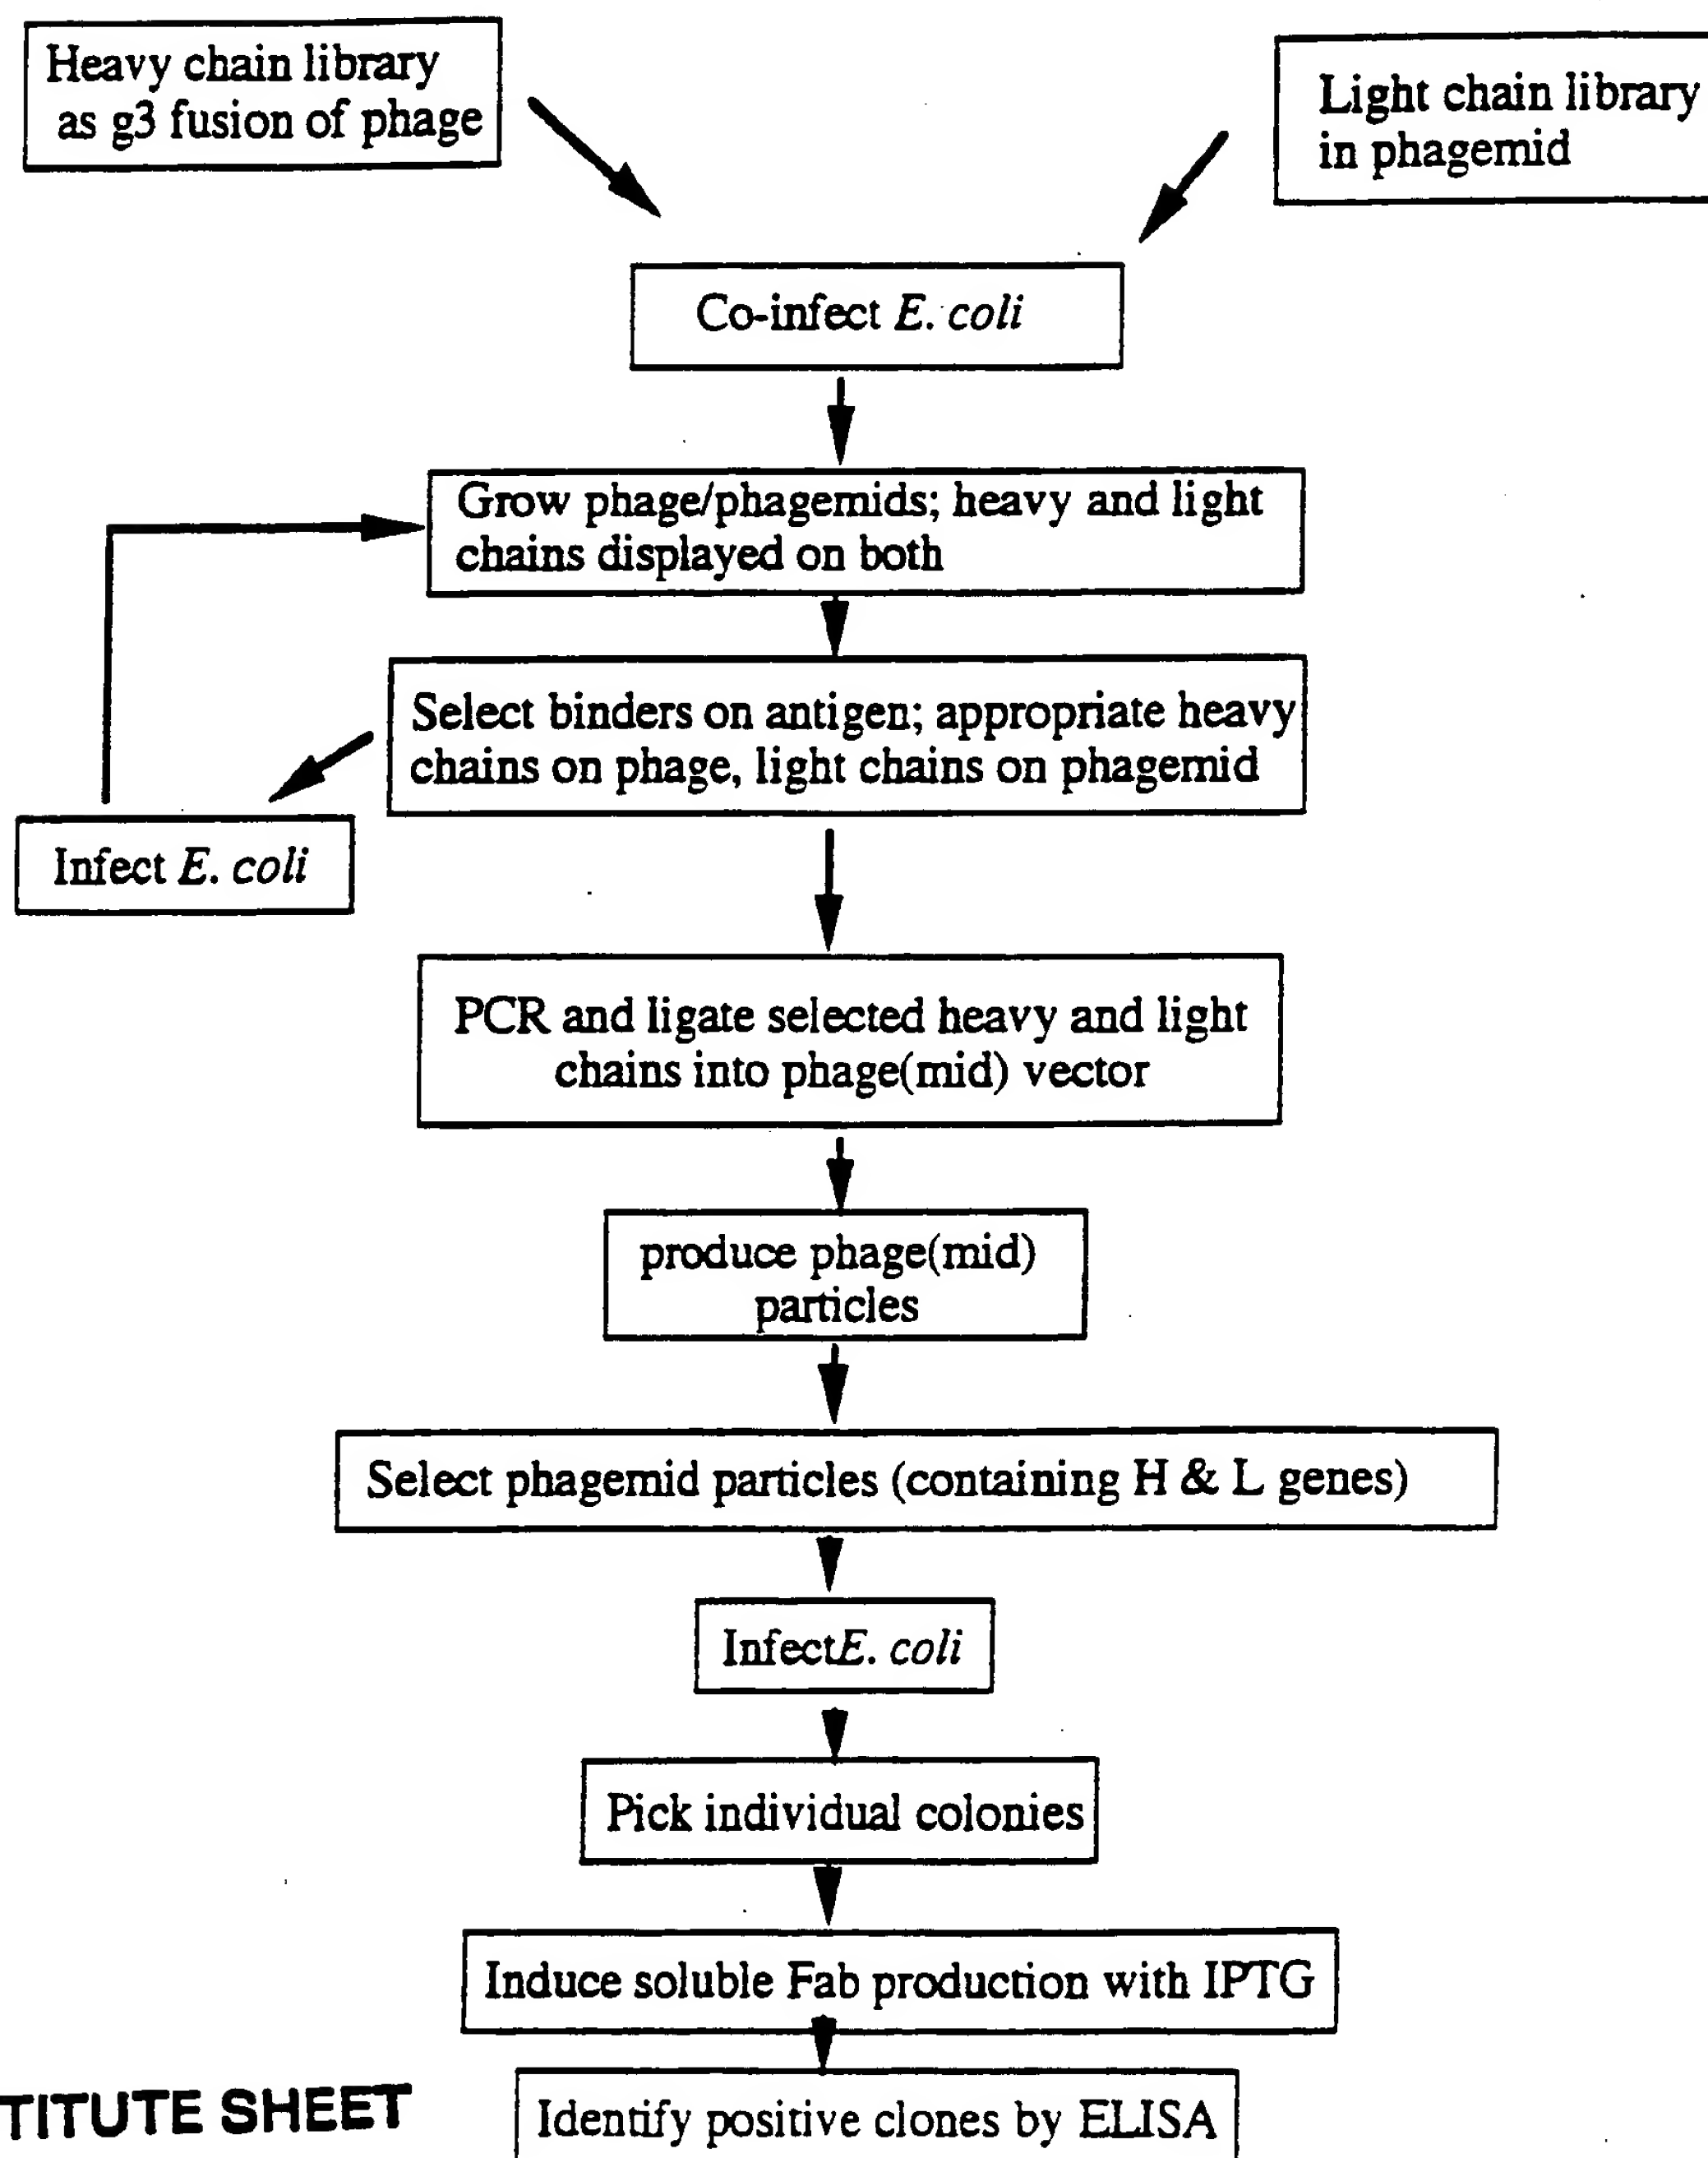 Heavy chain library
as g3 fusion of phage
Light chain library
in phagemid
Co-infect E. coli
Grow phage/phagemids; heavy and light
chains displayed on both
Select binders on antigen; appropriate heavy
chains on phage, light chains on phagemid
Infect E. coli
PCR and ligate selected heavy and light
chains into phage(mid) vector
produce phage(mid)
particles
Select phagemid particles (containing H & L genes)
InfectE. coli
Pick individual colonies
Induce soluble Fab production with IPTG
Identify positive clones by ELISA
TITUTE SHEET